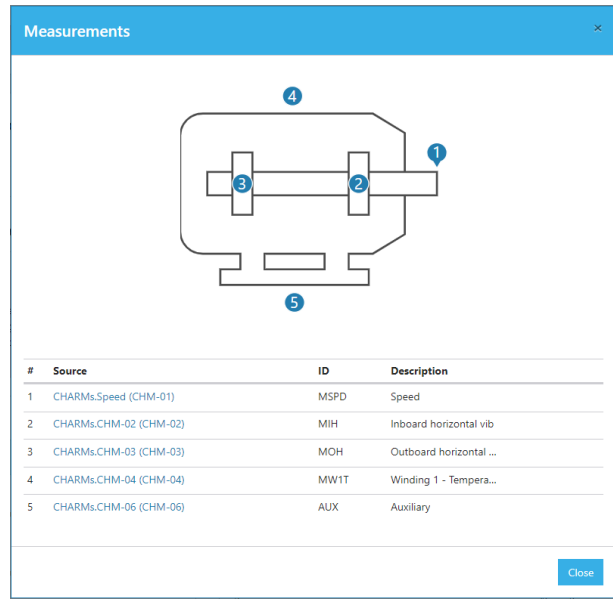 Measurements ×
4
1
3 2
5
# Source ID Description
1 CHARMs.Speed (CHM-01) MSPD Speed
2 CHARMs.CHM-02 (CHM-02) MIH Inboard horizontal vib
3 CHARMs.CHM-03 (CHM-03) MOH Outboard horizontal ...
4 CHARMs.CHM-04 (CHM-04) MW1T Winding 1 - Tempera...
5 CHARMs.CHM-06 (CHM-06) AUX Auxiliary
Close